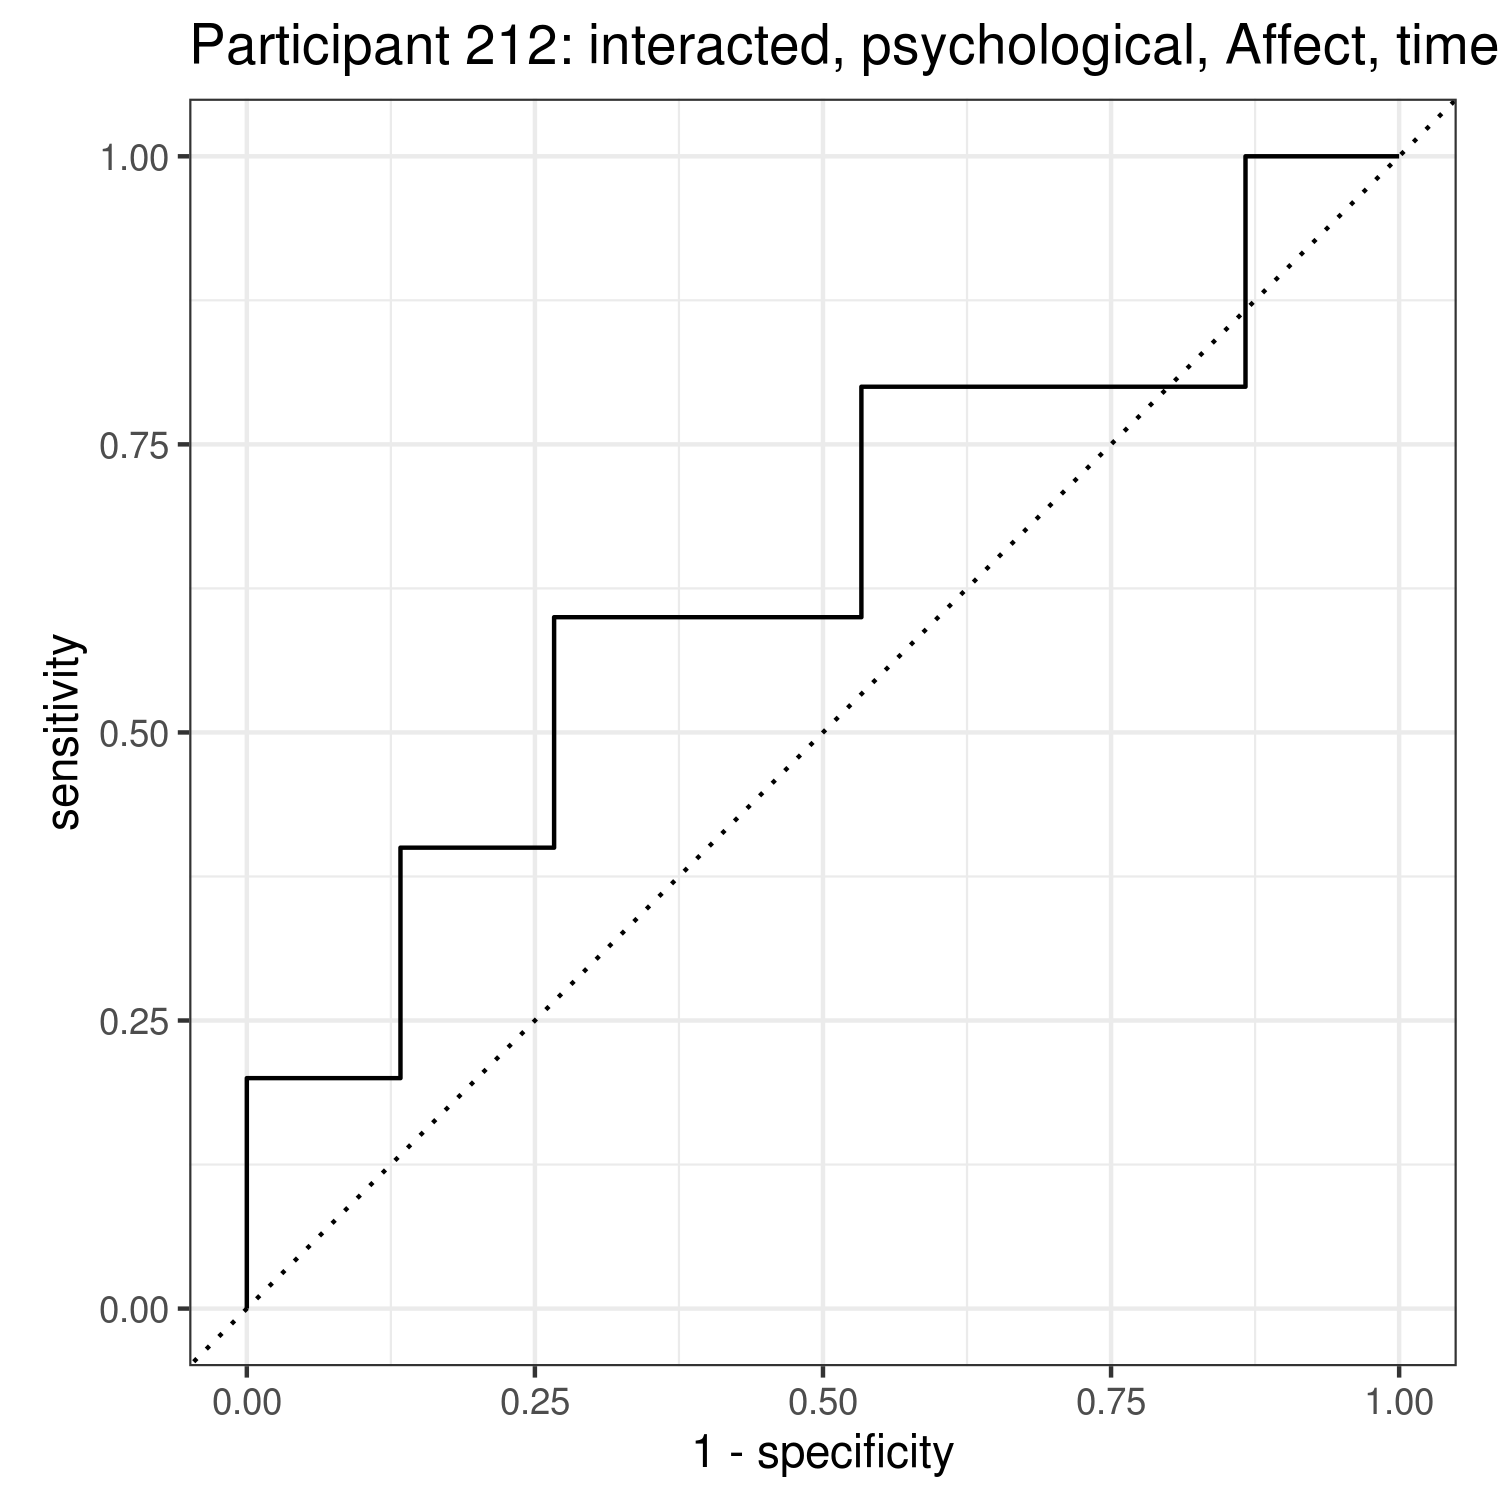 Participant 212: interacted, psychological, Affect, time
1.00
0.75
0.50
0.25
0.00
sensitivity
0.00 0.25 0.50 0.75 1.00
1 - specificity